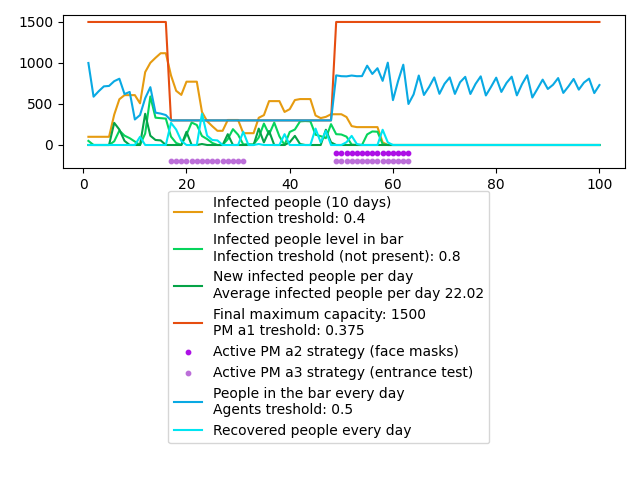 1500
1000
500
0
0
20
40
60
80
100
Infected people (10 days)
Infection treshold: 0.4
Infected people level in bar
Infection treshold (not present): 0.8
New infected people per day
Average infected people per day 22.02
Final maximum capacity: 1500
PM a1 treshold: 0.375
Active PM a2 strategy (face masks)
Active PM a3 strategy (entrance test)
People in the bar every day
Agents treshold: 0.5
Recovered people every day